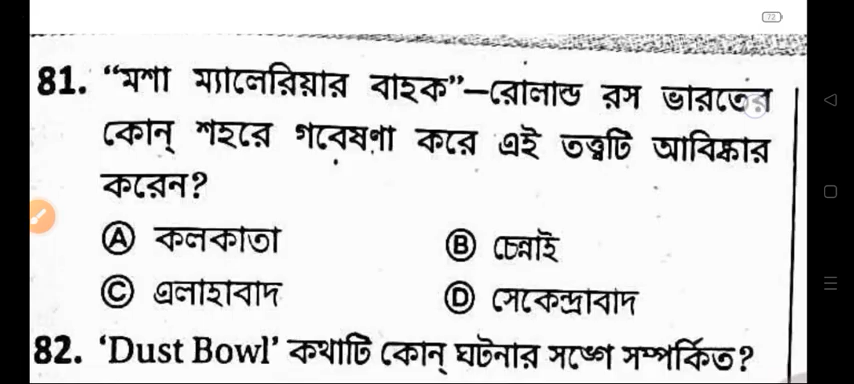 72
81. “মশা ম্যালেরিয়ার বাহক”–রোলান্ড রস ভারতের
কোন্ শহরে গবেষণা করে এই তত্ত্বটি আবিষ্কার
করেন?
Ⓐ কলকাতা Ⓑ চেন্নাই
Ⓒ এলাহাবাদ Ⓓ সেকেন্দ্রাবাদ
82. ‘Dust Bowl’ কথাটি কোন্ ঘটনার সঙ্গে সম্পর্কিত?